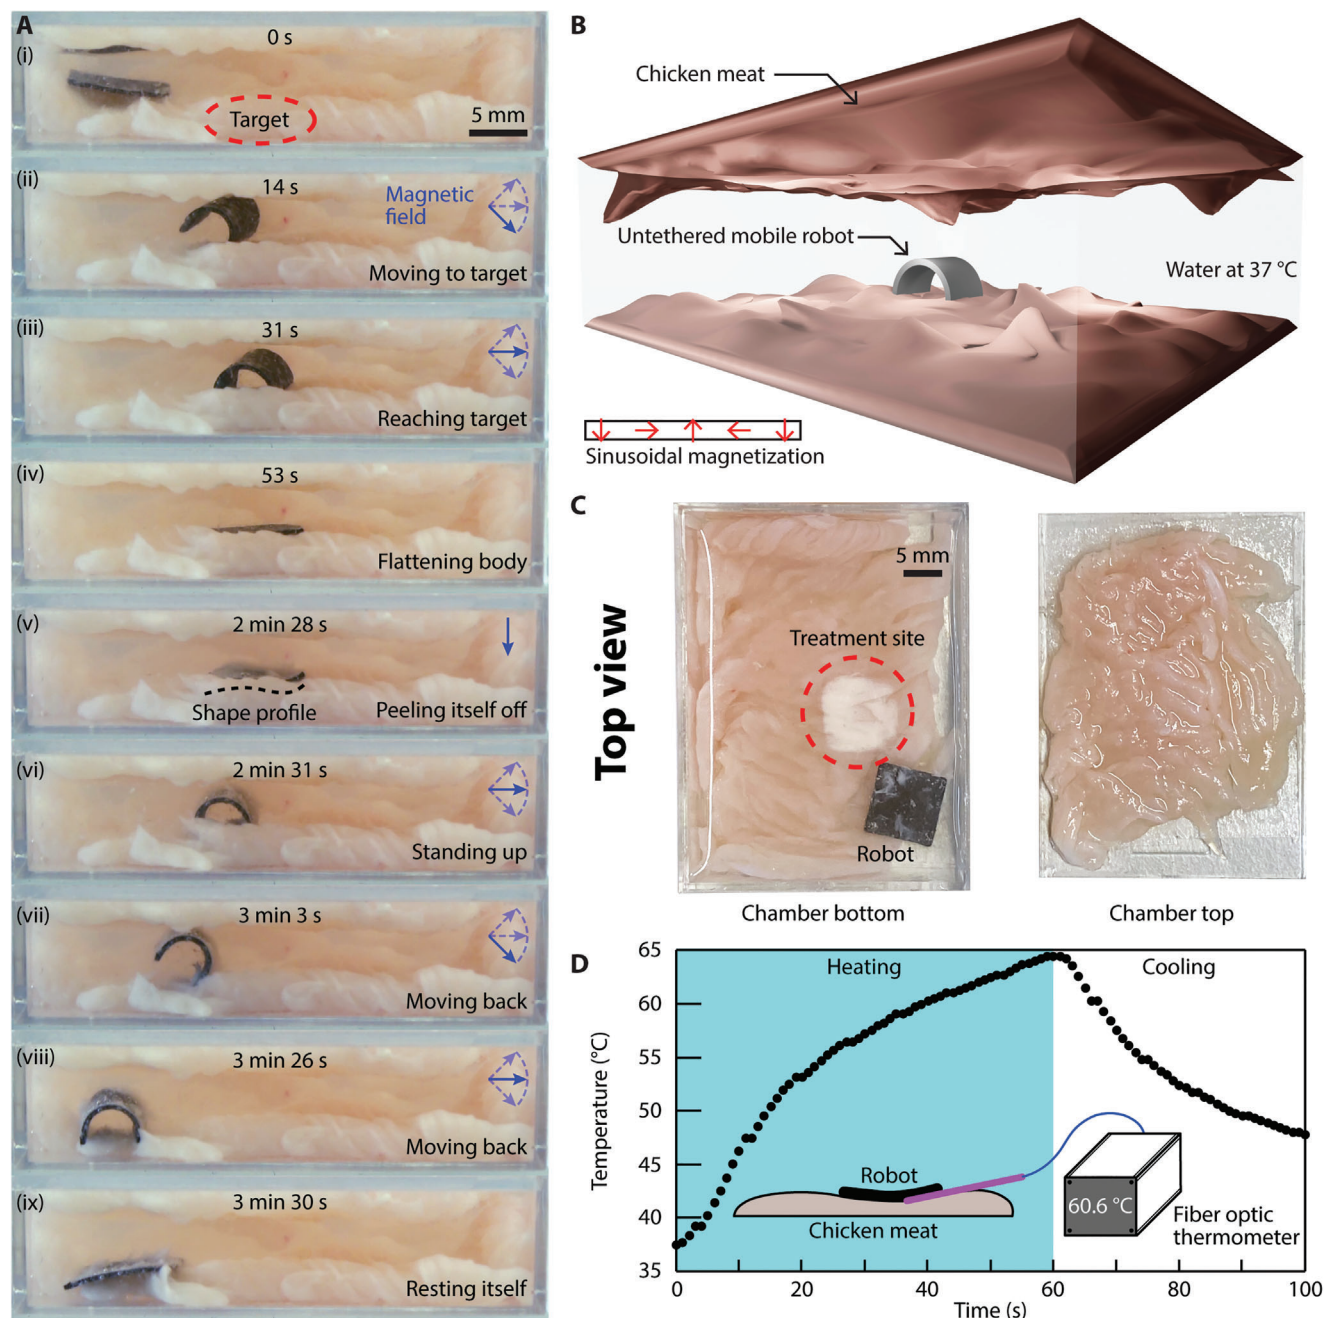 A
(i)
0 s
Target
5 mm
(ii)
14 s
Magnetic
field
Moving to target
(iii)
31 s
Reaching target
(iv)
53 s
Flattening body
(v)
2 min 28 s
Shape profile
Peeling itself off
(vi)
2 min 31 s
Standing up
(vii)
3 min 3 s
Moving back
(viii)
3 min 26 s
Moving back
(ix)
3 min 30 s
Resting itself
B
Chicken meat
Untethered mobile robot
Water at 37 °C
Sinusoidal magnetization
C
Top view
5 mm
Treatment site
Robot
Chamber bottom
Chamber top
D
Heating
Cooling
Temperature (°C)
65
60
55
50
45
40
35
Robot
Chicken meat
60.6 °C
Fiber optic
thermometer
0
20
40
60
80
100
Time (s)